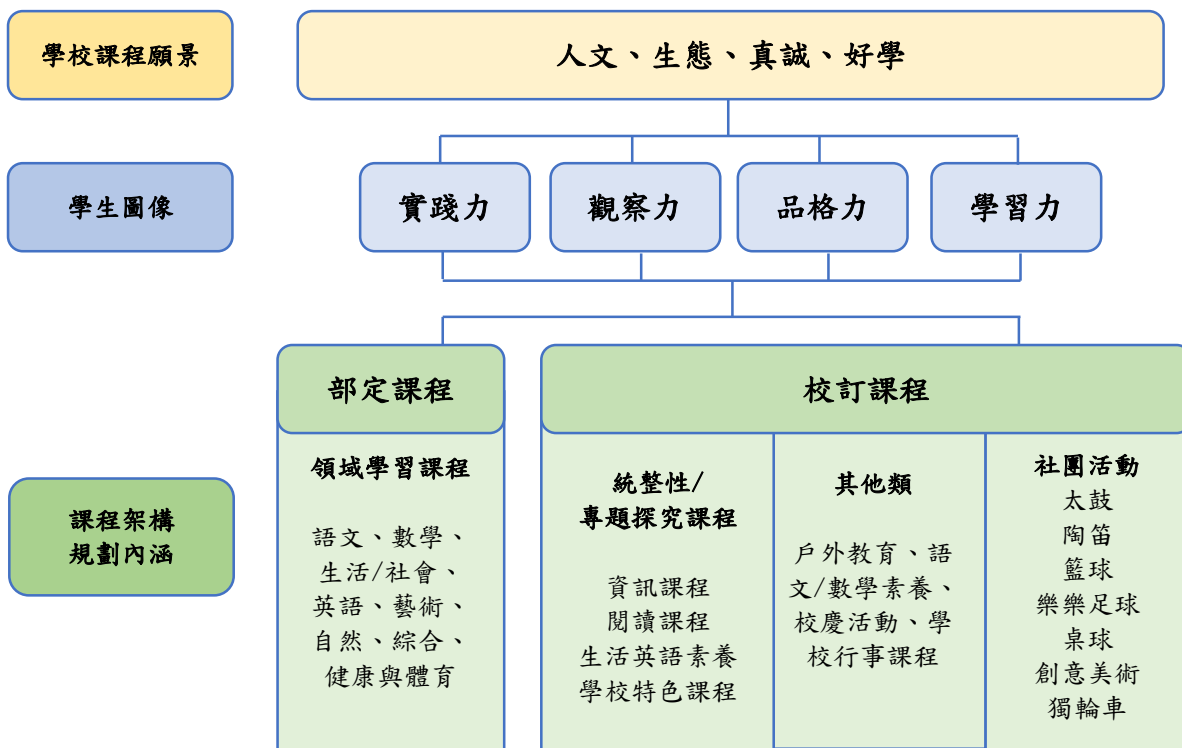 學校課程願景
人文、生態、真誠、好學
學生圖像
實踐力
觀察力
品格力
學習力
部定課程
校訂課程
課程架構
規劃內涵
領域學習課程
語文、數學、
生活/社會、
英語、藝術、
自然、綜合、
健康與體育
統整性/
專題探究課程
資訊課程
閱讀課程
生活英語素養
學校特色課程
其他類
戶外教育、語
文/數學素養、
校慶活動、學
校行事課程
社團活動
太鼓
陶笛
籃球
樂樂足球
桌球
創意美術
獨輪車